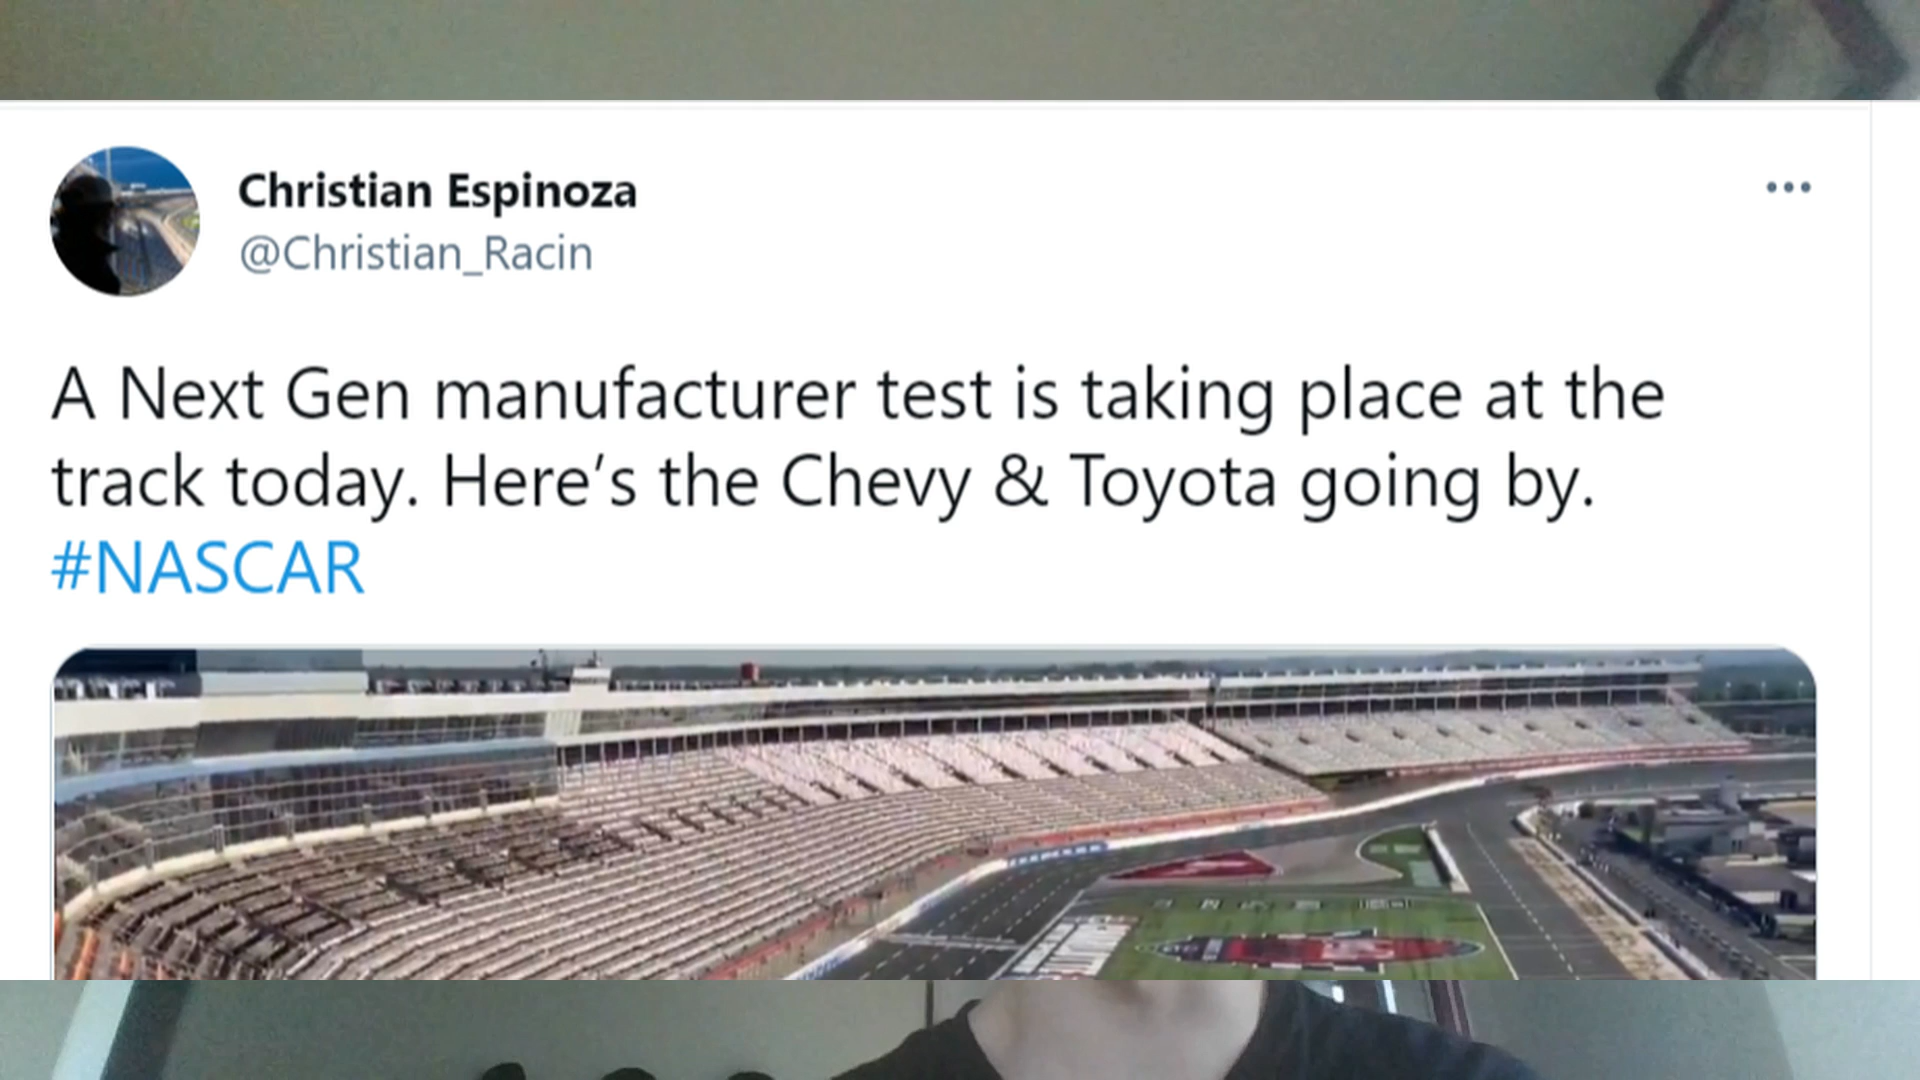 Christian Espinoza
@Christian_Racin
A Next Gen manufacturer test is taking place at the
track today. Here’s the Chevy & Toyota going by.
#NASCAR